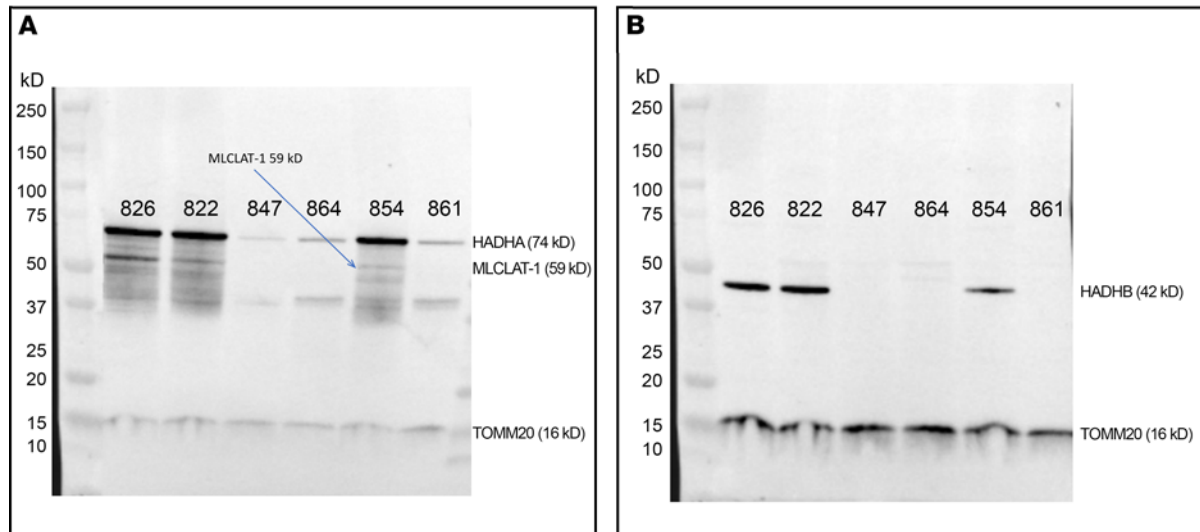 A
kD
250
150
100
75
50
37
25
20
15
10
MLCLAT-1 59 kD
826 822 847 864 854 861
HADHA (74 kD)
MLCLAT-1 (59 kD)
TOMM20 (16 kD)
B
kD
250
150
100
75
50
37
25
20
15
10
826 822 847 864 854 861
HADHB (42 kD)
TOMM20 (16 kD)